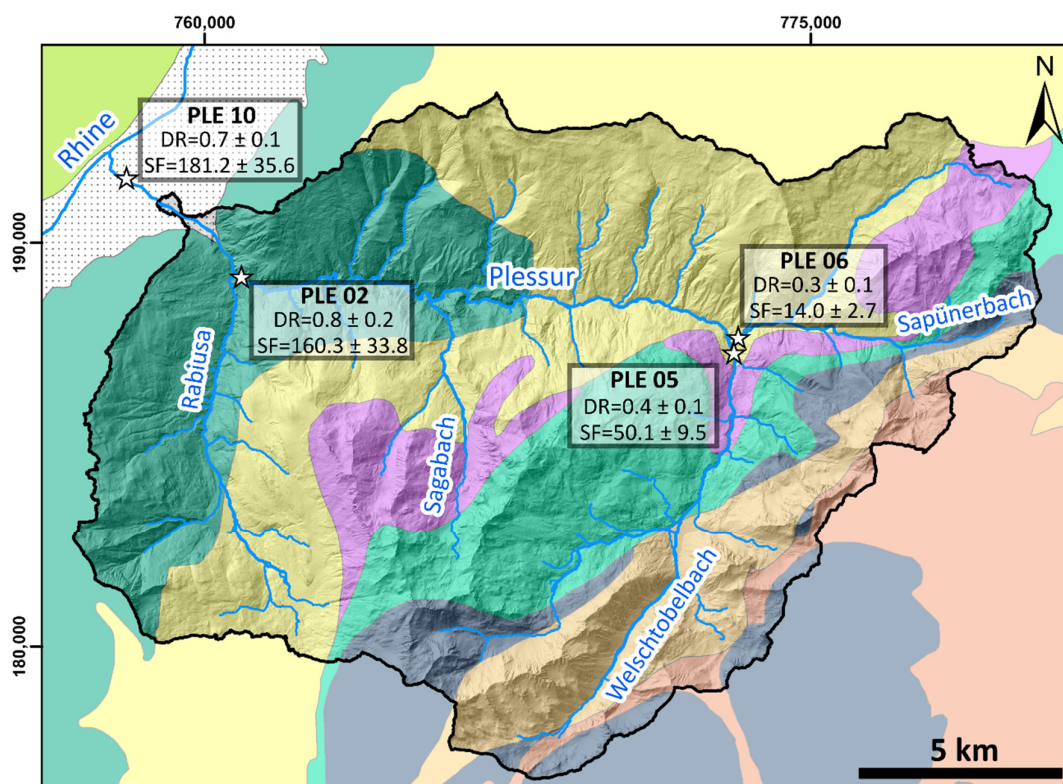 760,000
775,000
N
Rhine
PLE 10
DR=0.7 ± 0.1
SF=181.2 ± 35.6
190,000
Plessur
PLE 06
DR=0.3 ± 0.1
SF=14.0 ± 2.7
Sapünerbach
PLE 02
DR=0.8 ± 0.2
SF=160.3 ± 33.8
Rabiusa
PLE 05
DR=0.4 ± 0.1
SF=50.1 ± 9.5
Sagabach
Welschtobelbach
180,000
5 km